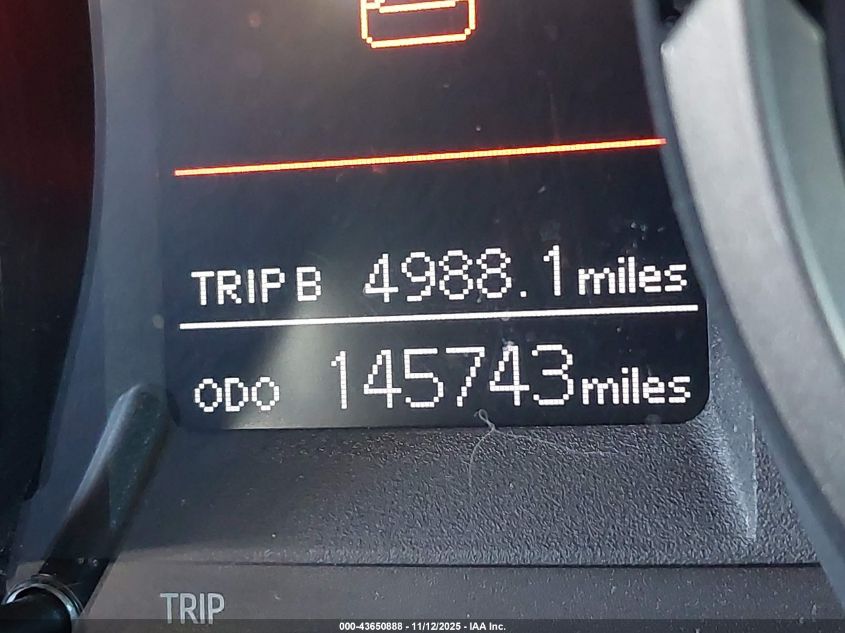 TRIP B 4988.1 miles
ODO 145743 miles
TRIP
000-43650888 - 11/12/2025 - IAA Inc.